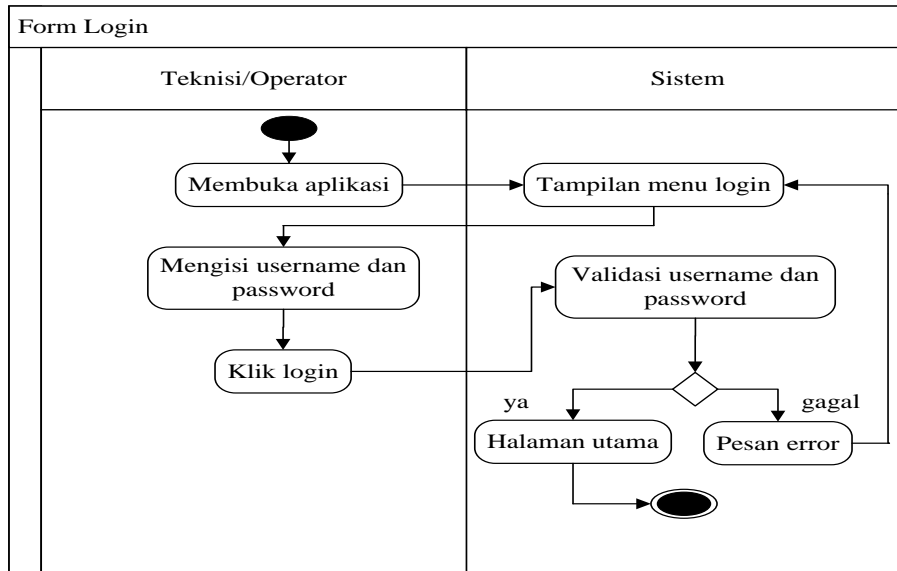 Form Login
Teknisi/Operator
Sistem
Membuka aplikasi
Tampilan menu login
Mengisi username dan
password
Validasi username dan
password
Klik login
ya
gagal
Halaman utama
Pesan error